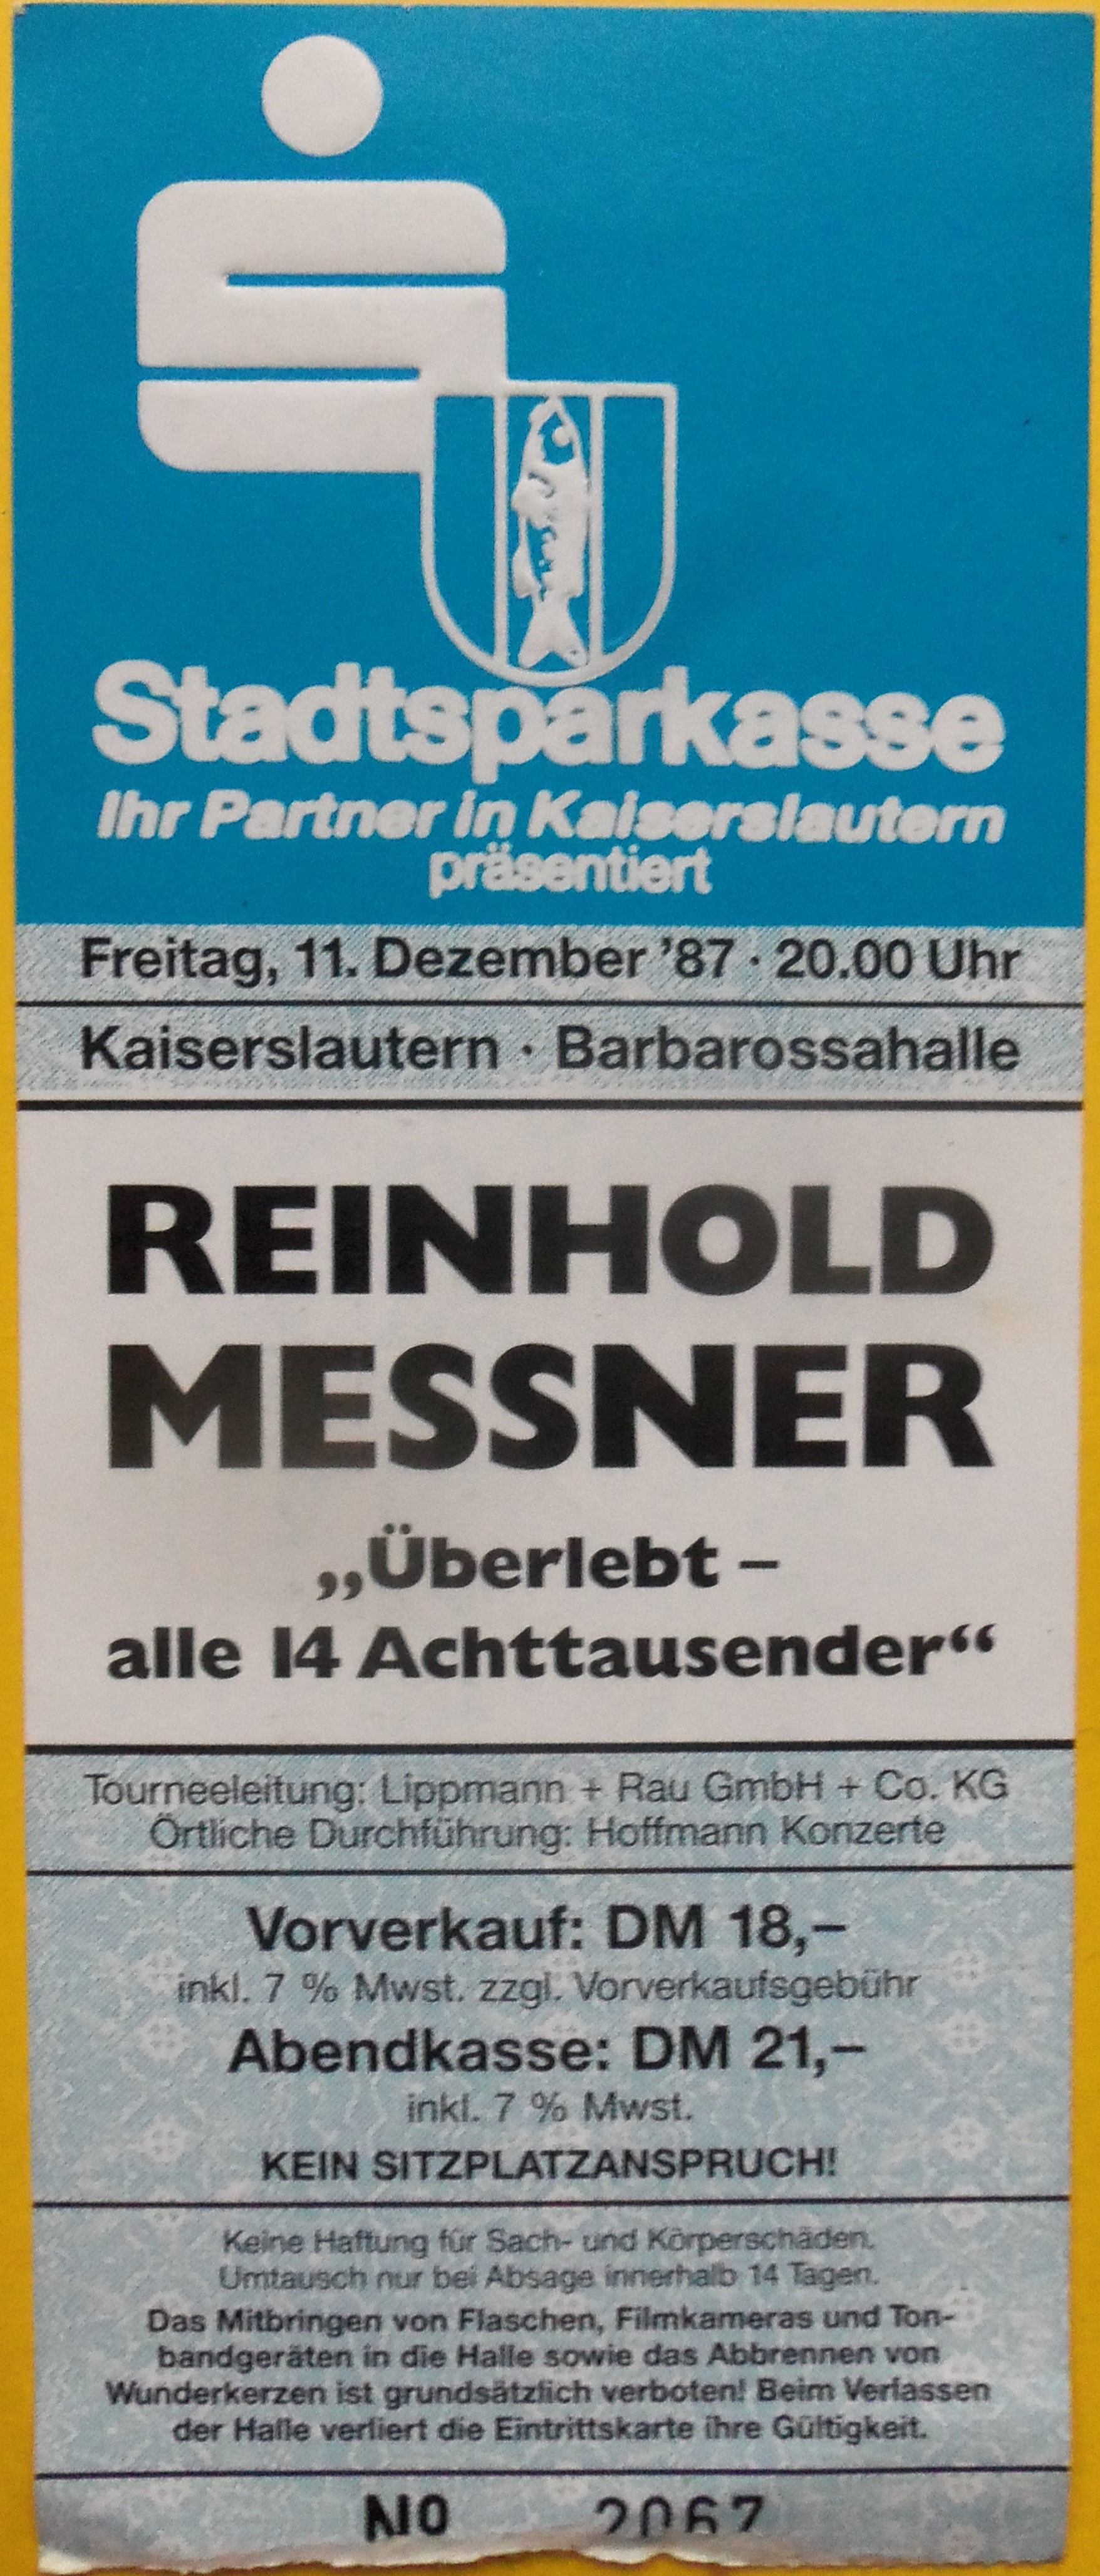 Stadtsparkasse
Ihr Partner in Kaiserslautern
präsentiert
Freitag, 11. Dezember ’87 · 20.00 Uhr
Kaiserslautern · Barbarossahalle
REINHOLD
MESSNER
„Überlebt –
alle 14 Achttausender“
Tourneeleitung: Lippmann + Rau GmbH + Co. KG
Örtliche Durchführung: Hoffmann Konzerte
Vorverkauf: DM 18,–
inkl. 7 % Mwst. zzgl. Vorverkaufsgebühr
Abendkasse: DM 21,–
inkl. 7 % Mwst.
KEIN SITZPLATZANSPRUCH!
Keine Haftung für Sach- und Körperschäden.
Umtausch nur bei Absage innerhalb 14 Tagen.
Das Mitbringen von Flaschen, Filmkameras und Ton-
bandgeräten in die Halle sowie das Abbrennen von
Wunderkerzen ist grundsätzlich verboten! Beim Verlassen
der Halle verliert die Eintrittskarte ihre Gültigkeit.
No 2067